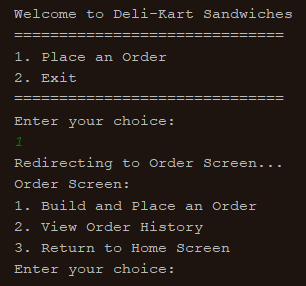 Welcome to Deli-Kart Sandwiches
==============================
1. Place an Order
2. Exit
==============================
Enter your choice:
1
Redirecting to Order Screen...
Order Screen:
1. Build and Place an Order
2. View Order History
3. Return to Home Screen
Enter your choice: